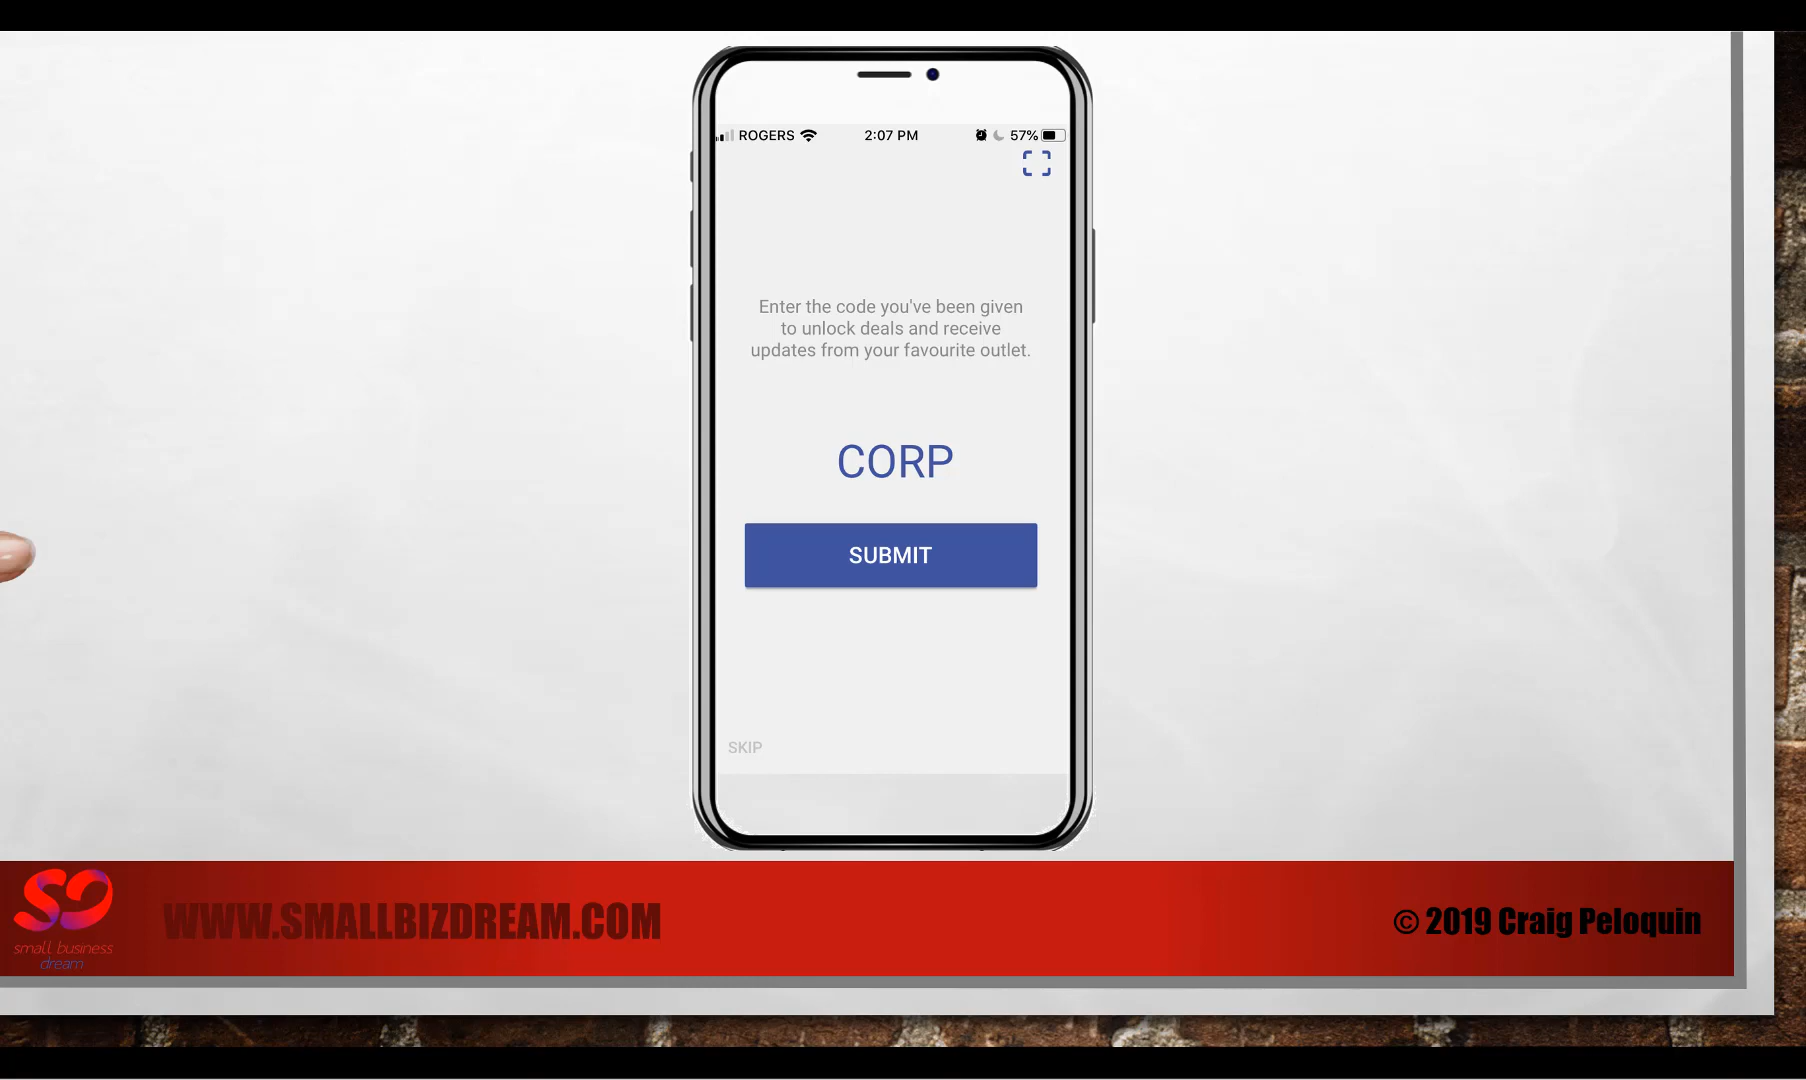 ROGERS 2:07 PM 57%
Enter the code you've been given
to unlock deals and receive
updates from your favourite outlet.
CORP
SUBMIT
SKIP
small business
dream
WWW.SMALLBIZDREAM.COM
© 2019 Craig Peloquin